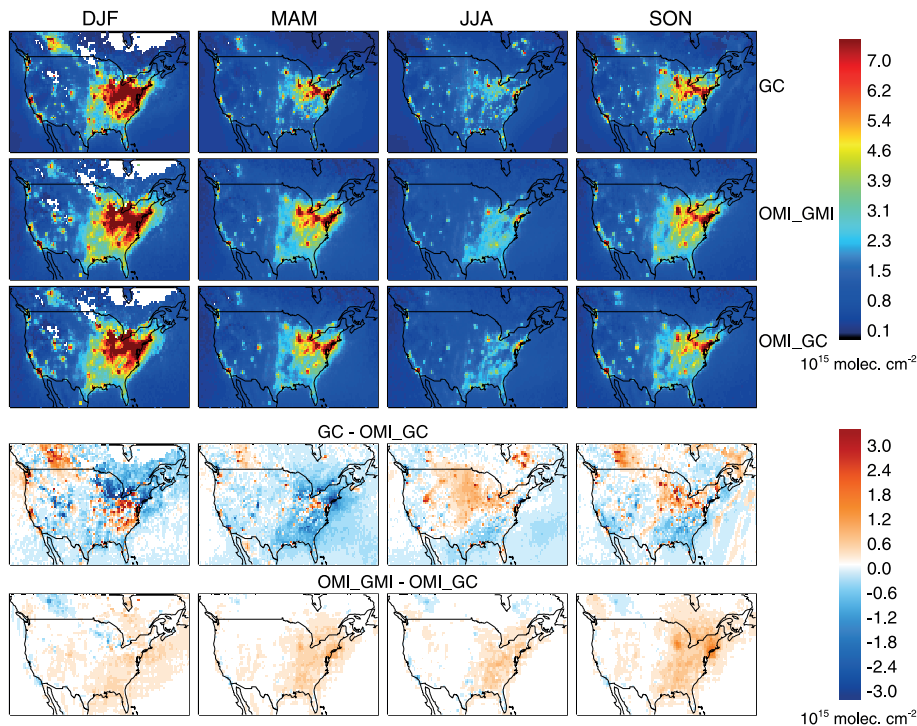 DJF MAM JJA SON
GC
OMI_GMI
OMI_GC
7.0
6.2
5.4
4.6
3.9
3.1
2.3
1.5
0.8
0.1
10¹⁵ molec. cm⁻²
GC - OMI_GC
3.0
2.4
1.8
1.2
0.6
0.0
-0.6
-1.2
-1.8
-2.4
-3.0
OMI_GMI - OMI_GC
10¹⁵ molec. cm⁻²